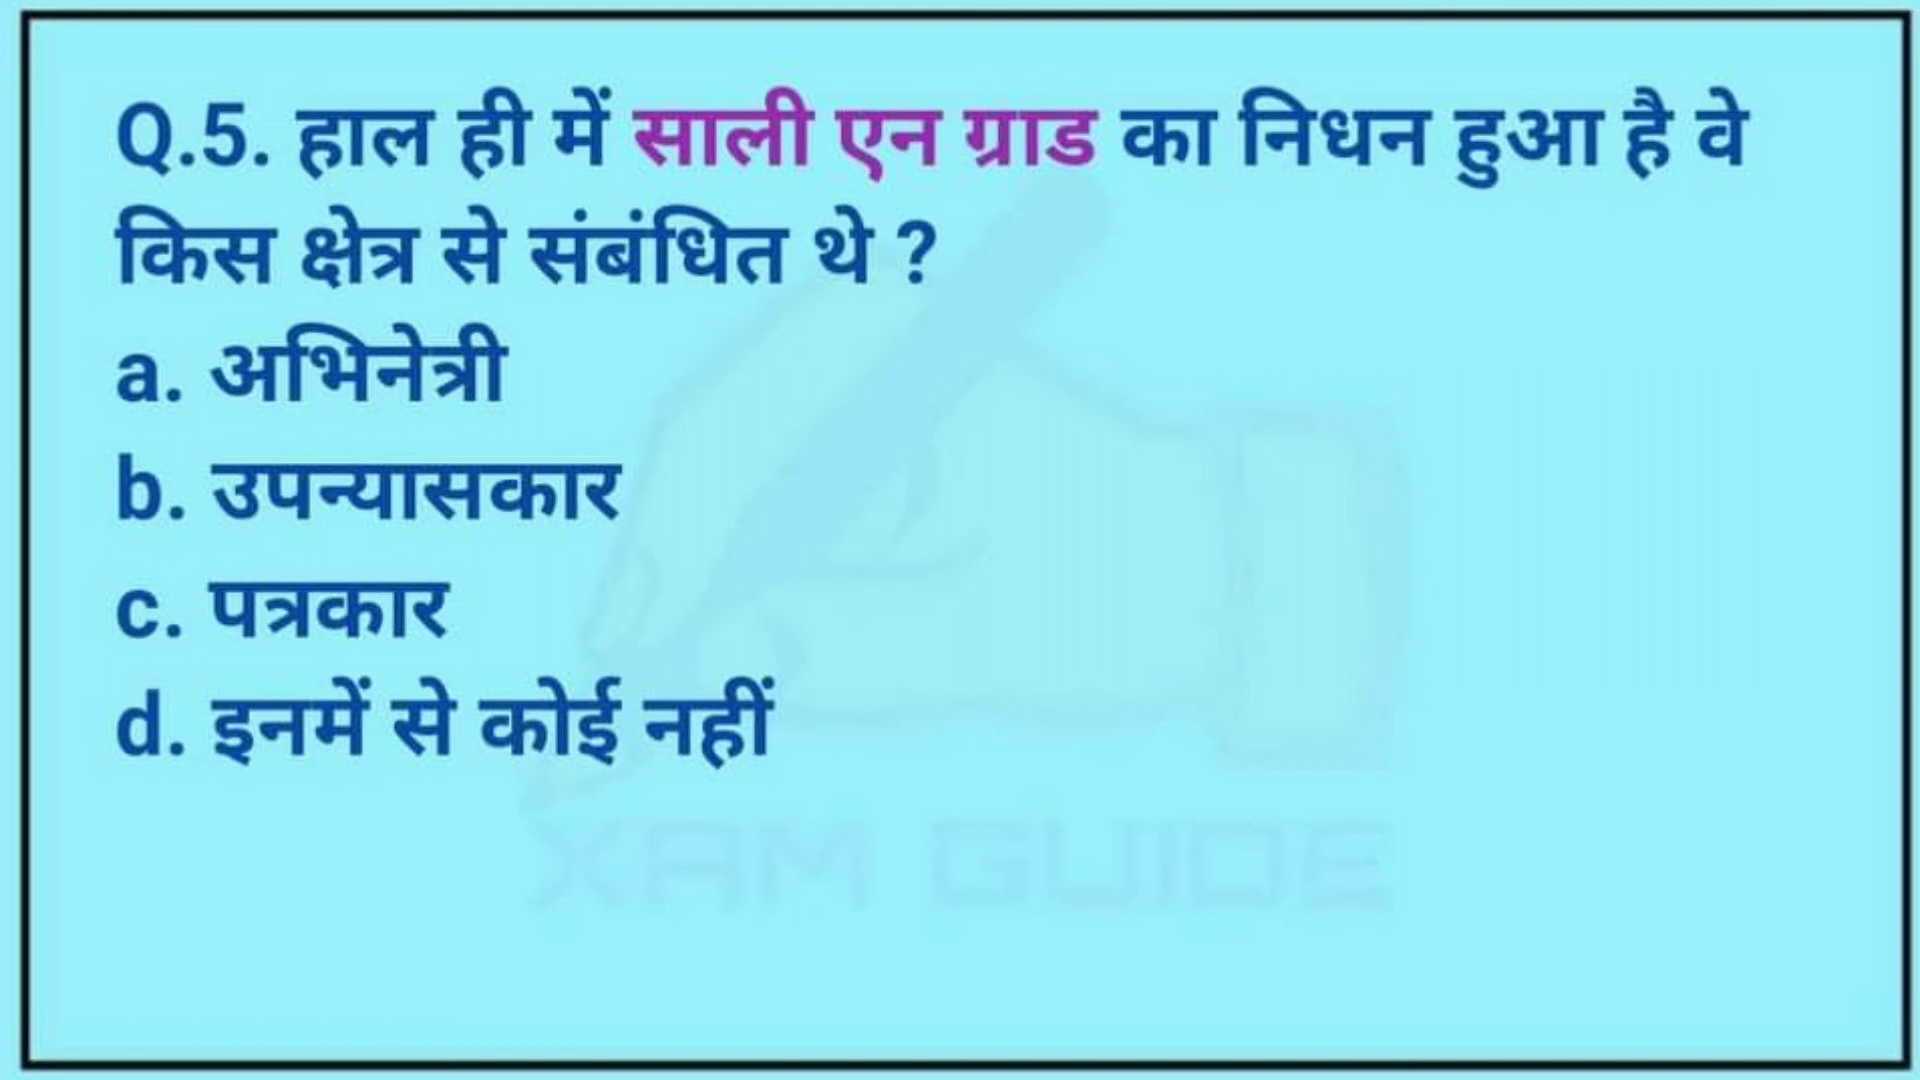 Q.5. हाल ही में साली एन ग्राड का निधन हुआ है वे
किस क्षेत्र से संबंधित थे ?
a. अभिनेत्री
b. उपन्यासकार
c. पत्रकार
d. इनमें से कोई नहीं
XAM GUIDE